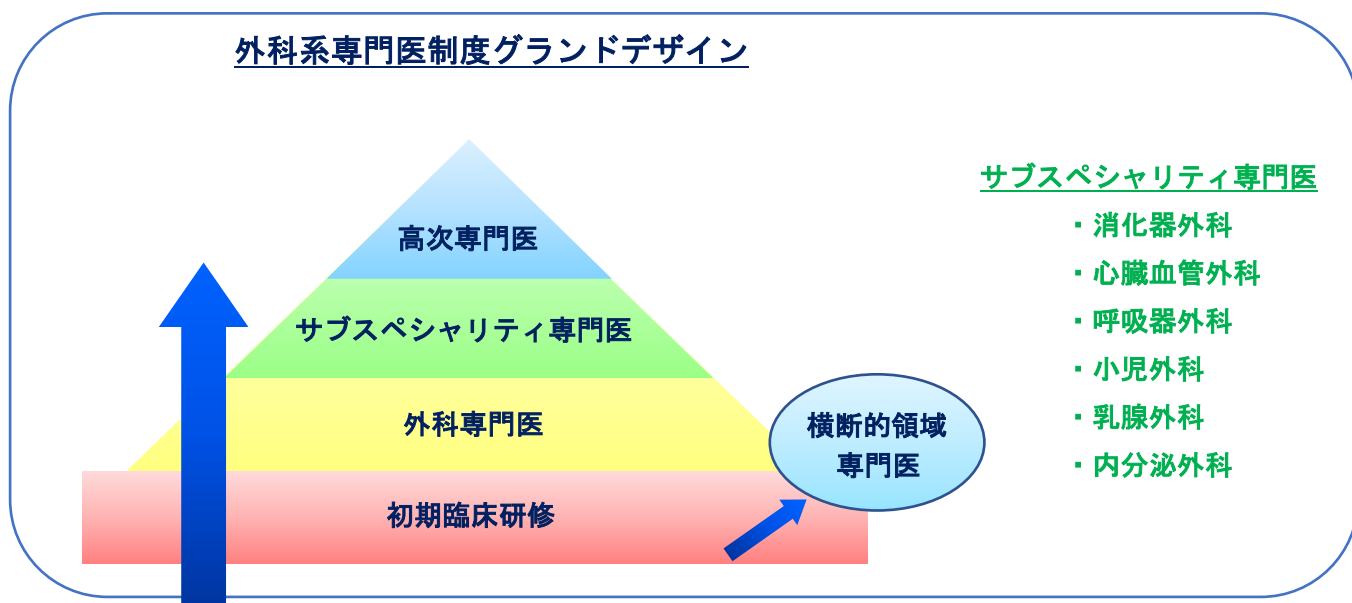 外科系専門医制度グランドデザイン
高次専門医
サブスペシャリティ専門医
外科専門医
初期臨床研修
横断的領域
専門医
サブスペシャリティ専門医
・消化器外科
・心臓血管外科
・呼吸器外科
・小児外科
・乳腺外科
・内分泌外科